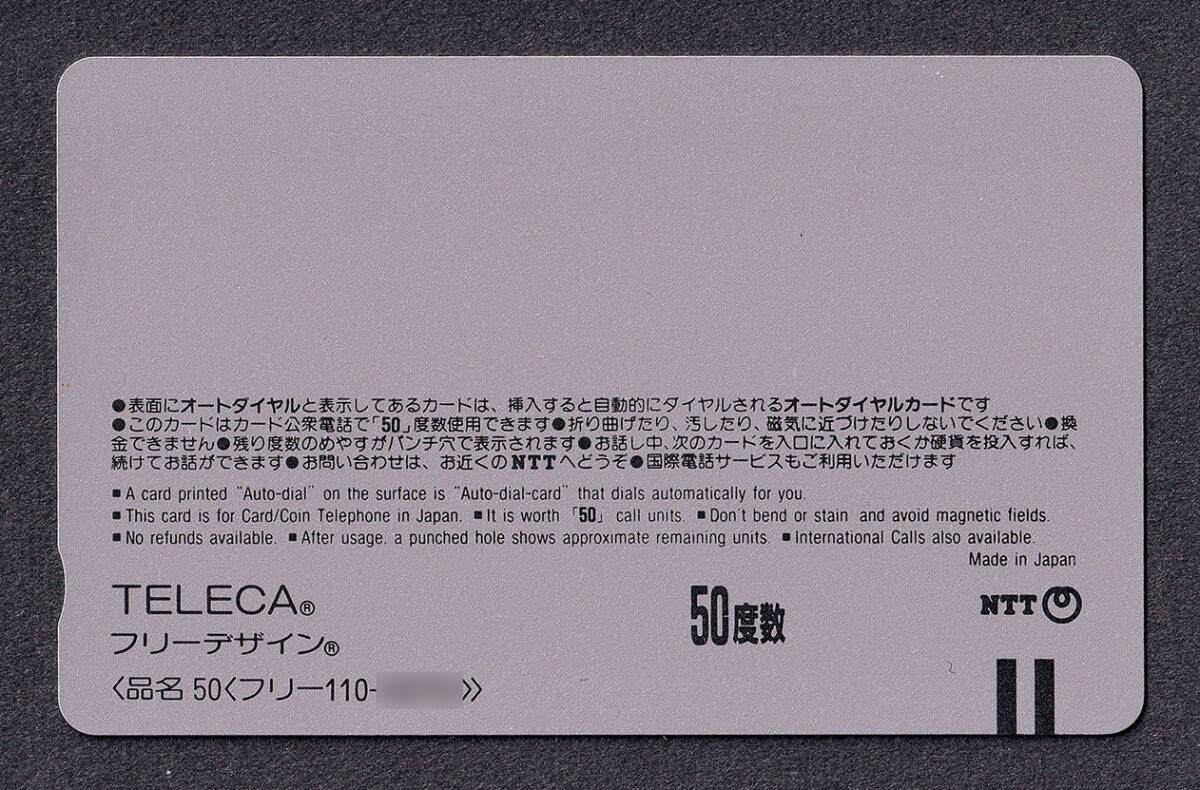 ●表面にオートダイヤルと表示してあるカードは、挿入すると自動的にダイヤルされるオートダイヤルカードです
●このカードはカード公衆電話で「50」度数使用できます●折り曲げたり、汚したり、磁気に近づけたりしないでください●換
金できません●残り度数のめやすがパンチ穴で表示されます●お話し中、次のカードを入口に入れておくか硬貨を投入すれば、
続けてお話ができます●お問い合わせは、お近くのNTTへどうぞ●国際電話サービスもご利用いただけます
■A card printed "Auto-dial" on the surface is "Auto-dial-card" that dials automatically for you.
■This card is for Card/Coin Telephone in Japan. ■It is worth 「50」 call units. ■Don't bend or stain and avoid magnetic fields.
■No refunds available. ■After usage. a punched hole shows approximate remaining units. ■International Calls also available.
Made in Japan
TELECA®
フリーデザイン®
50度数
NTT
〈品名 50〈フリー110-》